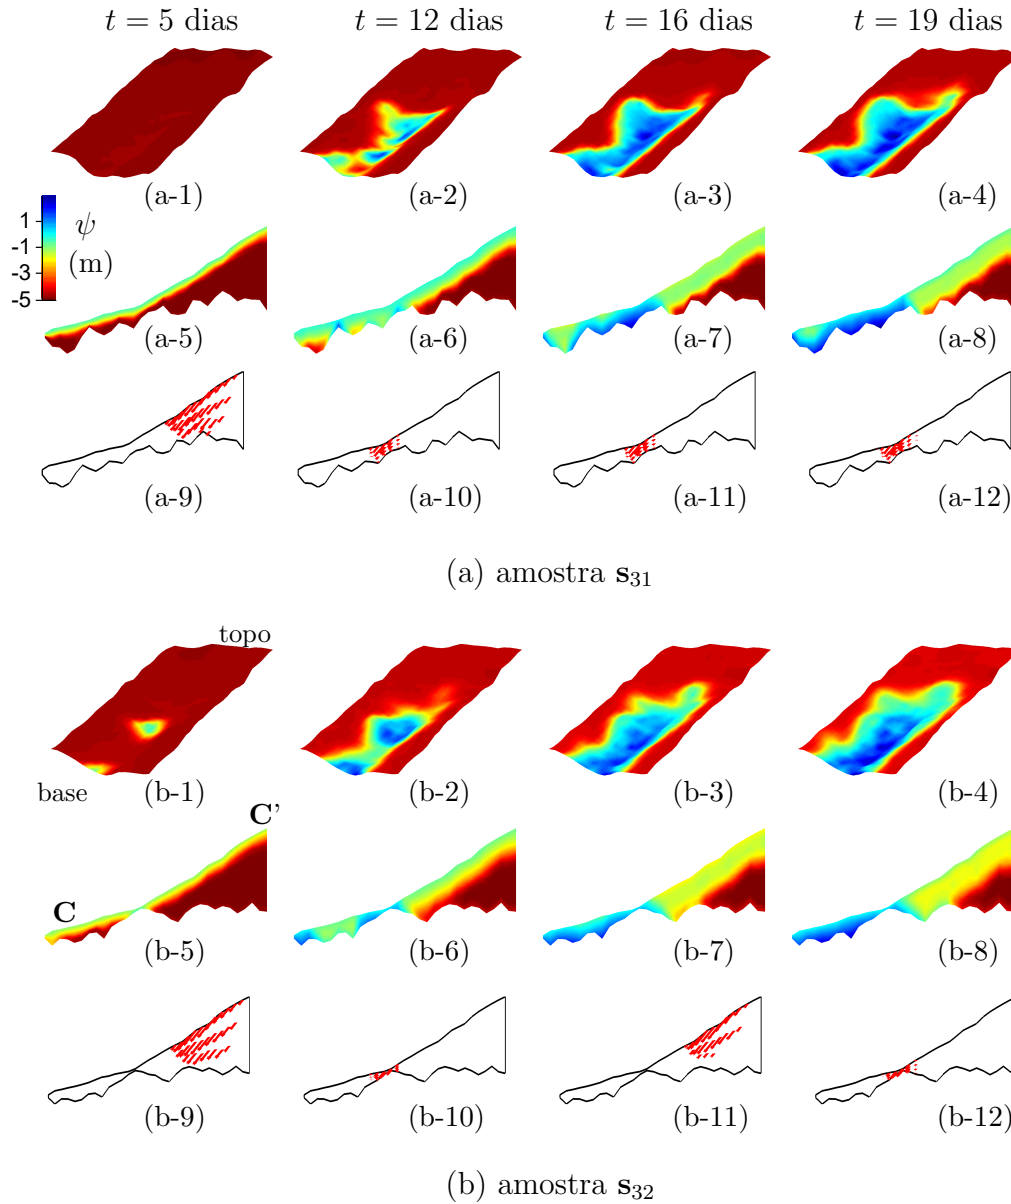 t = 5 dias
t = 12 dias
t = 16 dias
t = 19 dias
(a-1)
(a-2)
(a-3)
(a-4)
1
-1
-3
-5
ψ
(m)
(a-5)
(a-6)
(a-7)
(a-8)
(a-9)
(a-10)
(a-11)
(a-12)
(a) amostra s31
topo
base
(b-1)
(b-2)
(b-3)
(b-4)
C'
C
(b-5)
(b-6)
(b-7)
(b-8)
(b-9)
(b-10)
(b-11)
(b-12)
(b) amostra s32